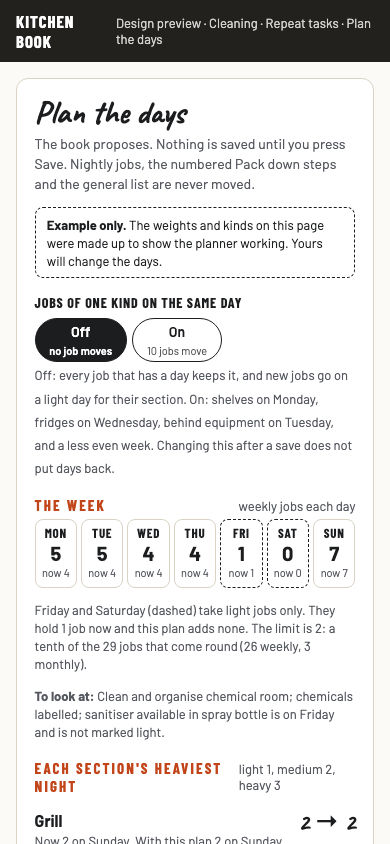 KITCHEN BOOK
Design preview · Cleaning · Repeat tasks · Plan the days
Plan the days
The book proposes. Nothing is saved until you press
Save. Nightly jobs, the numbered Pack down steps
and the general list are never moved.
Example only. The weights and kinds on this page
were made up to show the planner working. Yours
will change the days.
JOBS OF ONE KIND ON THE SAME DAY
Off
no job moves
On
10 jobs move
Off: every job that has a day keeps it, and new jobs go on
a light day for their section. On: shelves on Monday,
fridges on Wednesday, behind equipment on Tuesday,
and a less even week. Changing this after a save does not
put days back.
THE WEEK weekly jobs each day
MON TUE WED THU FRI SAT SUN
5 5 4 4 1 0 7
now 4 now 4 now 4 now 4 now 1 now 0 now 7
Friday and Saturday (dashed) take light jobs only. They
hold 1 job now and this plan adds none. The limit is 2: a
tenth of the 29 jobs that come round (26 weekly, 3
monthly).
To look at: Clean and organise chemical room; chemicals
labelled; sanitiser available in spray bottle is on Friday
and is not marked light.
EACH SECTION'S HEAVIEST NIGHT
light 1, medium 2, heavy 3
Grill 2 → 2
Now 2 on Sunday. With this plan 2 on Sunday